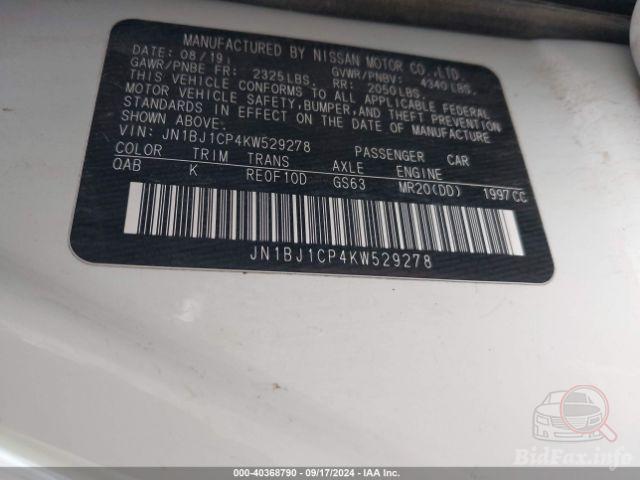 MANUFACTURED BY NISSAN MOTOR CO.,LTD.
DATE: 08/19
GAWR/PNBE FR: 2325LBS. GVWR/PNBV: 4340LBS.
RR: 2050LBS.
THIS VEHICLE CONFORMS TO ALL APPLICABLE FEDERAL
MOTOR VEHICLE SAFETY, BUMPER, AND THEFT PREVENTION
STANDARDS IN EFFECT ON THE DATE OF MANUFACTURE
SHOWN ABOVE.
VIN: JN1BJ1CP4KW529278 PASSENGER CAR
COLOR TRIM TRANS AXLE ENGINE
QAB K RE0F10D GS63 MR20(DD) 1997CC
JN1BJ1CP4KW529278
BidFax.info
000-40368790 - 09/17/2024 - IAA Inc.